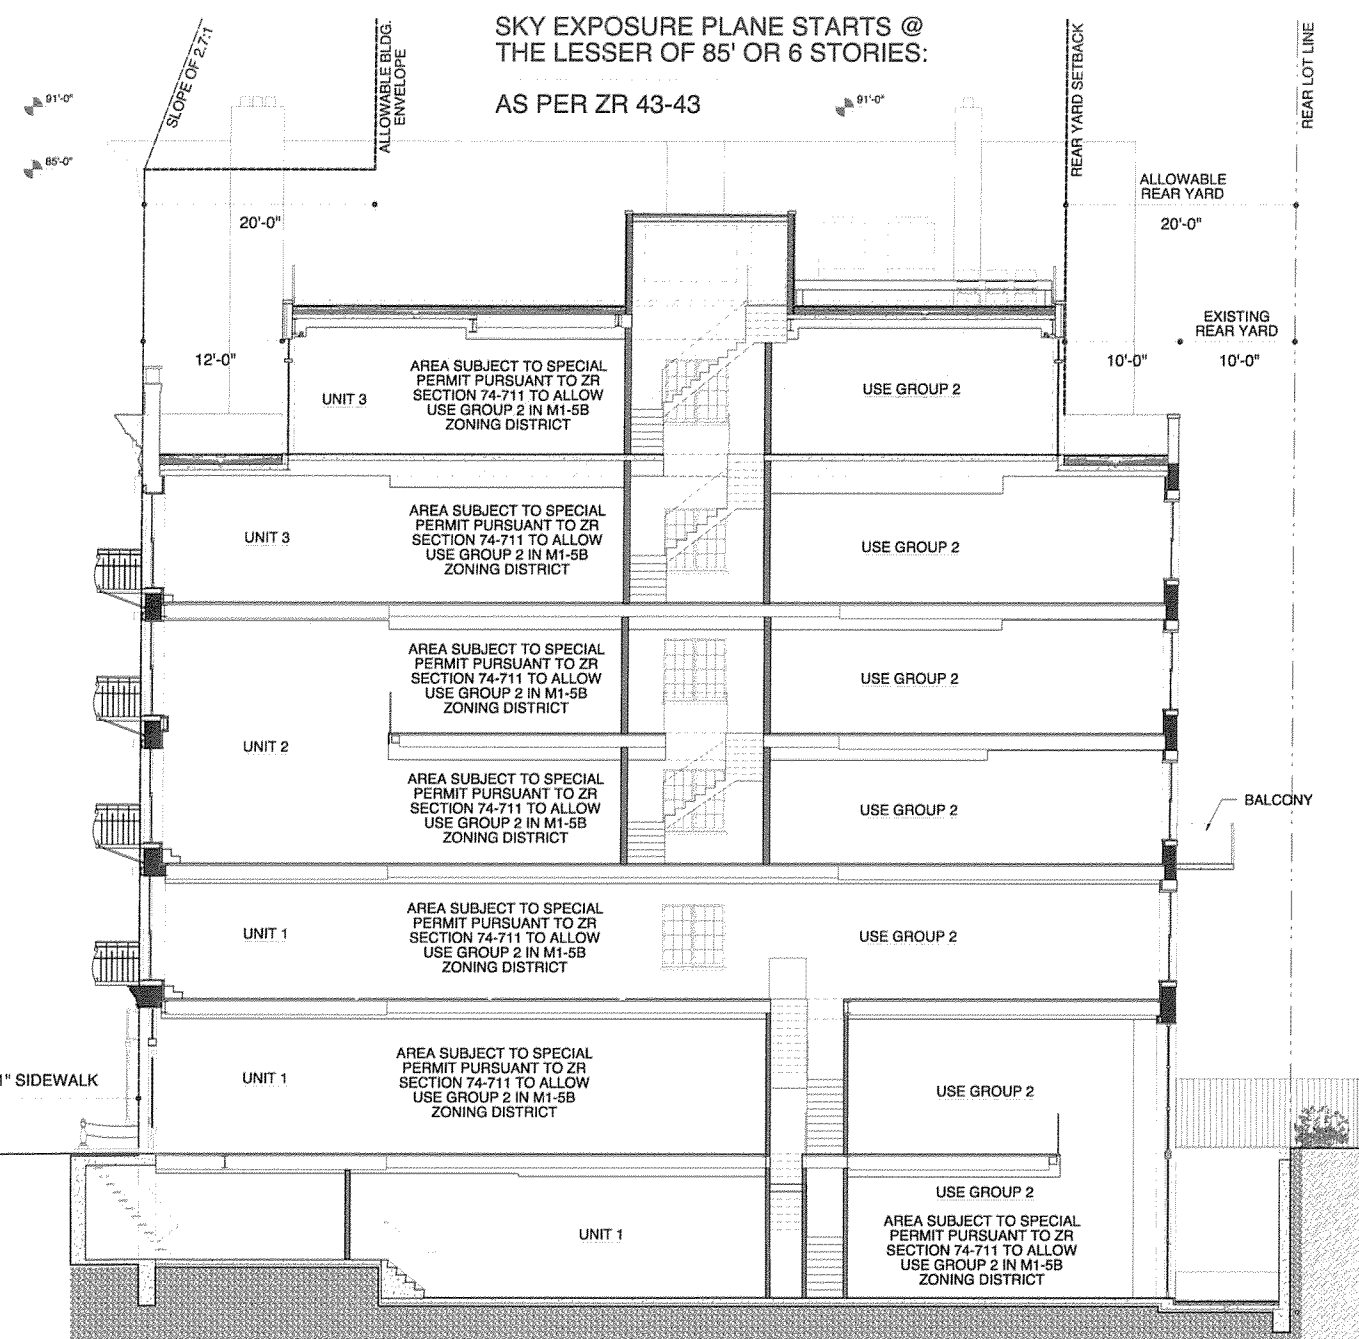 SKY EXPOSURE PLANE STARTS @
THE LESSER OF 85' OR 6 STORIES:
AS PER ZR 43-43
SLOPE OF 2.7:1
ALLOWABLE BLDG.
ENVELOPE
REAR YARD SETBACK
REAR LOT LINE
91'-0"
91'-0"
85'-0"
ALLOWABLE
REAR YARD
20'-0"
20'-0"
EXISTING
REAR YARD
12'-0"
10'-0"
10'-0"
UNIT 3
AREA SUBJECT TO SPECIAL
PERMIT PURSUANT TO ZR
SECTION 74-711 TO ALLOW
USE GROUP 2 IN M1-5B
ZONING DISTRICT
USE GROUP 2
UNIT 3
AREA SUBJECT TO SPECIAL
PERMIT PURSUANT TO ZR
SECTION 74-711 TO ALLOW
USE GROUP 2 IN M1-5B
ZONING DISTRICT
USE GROUP 2
AREA SUBJECT TO SPECIAL
PERMIT PURSUANT TO ZR
SECTION 74-711 TO ALLOW
USE GROUP 2 IN M1-5B
ZONING DISTRICT
USE GROUP 2
UNIT 2
AREA SUBJECT TO SPECIAL
PERMIT PURSUANT TO ZR
SECTION 74-711 TO ALLOW
USE GROUP 2 IN M1-5B
ZONING DISTRICT
USE GROUP 2
BALCONY
UNIT 1
AREA SUBJECT TO SPECIAL
PERMIT PURSUANT TO ZR
SECTION 74-711 TO ALLOW
USE GROUP 2 IN M1-5B
ZONING DISTRICT
USE GROUP 2
1" SIDEWALK
UNIT 1
AREA SUBJECT TO SPECIAL
PERMIT PURSUANT TO ZR
SECTION 74-711 TO ALLOW
USE GROUP 2 IN M1-5B
ZONING DISTRICT
USE GROUP 2
UNIT 1
USE GROUP 2
AREA SUBJECT TO SPECIAL
PERMIT PURSUANT TO ZR
SECTION 74-711 TO ALLOW
USE GROUP 2 IN M1-5B
ZONING DISTRICT